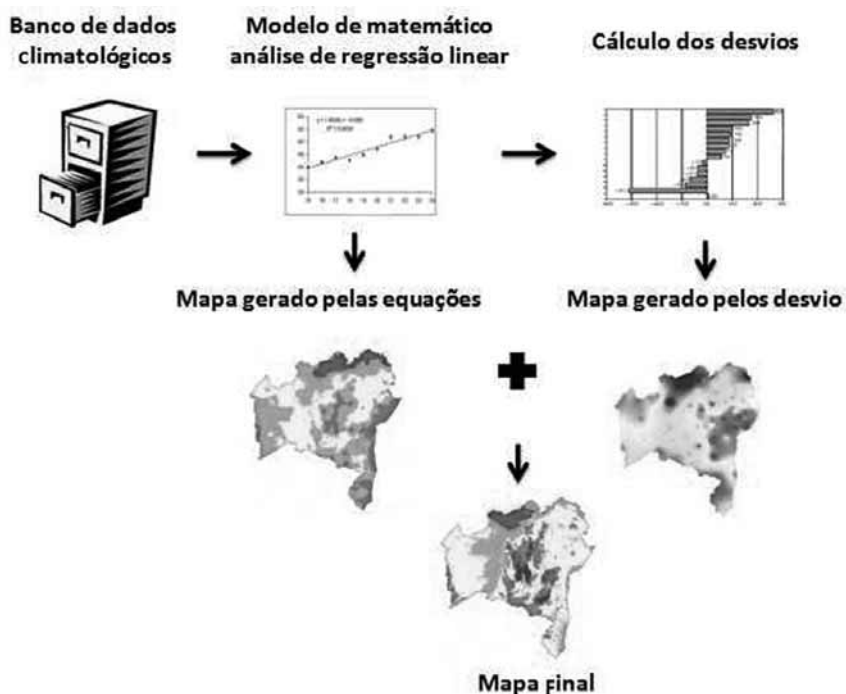 Banco de dados
climatológicos
Modelo de matemático
análise de regressão linear
Cálculo dos desvios
Mapa gerado pelas equações
Mapa gerado pelos desvio
Mapa Final